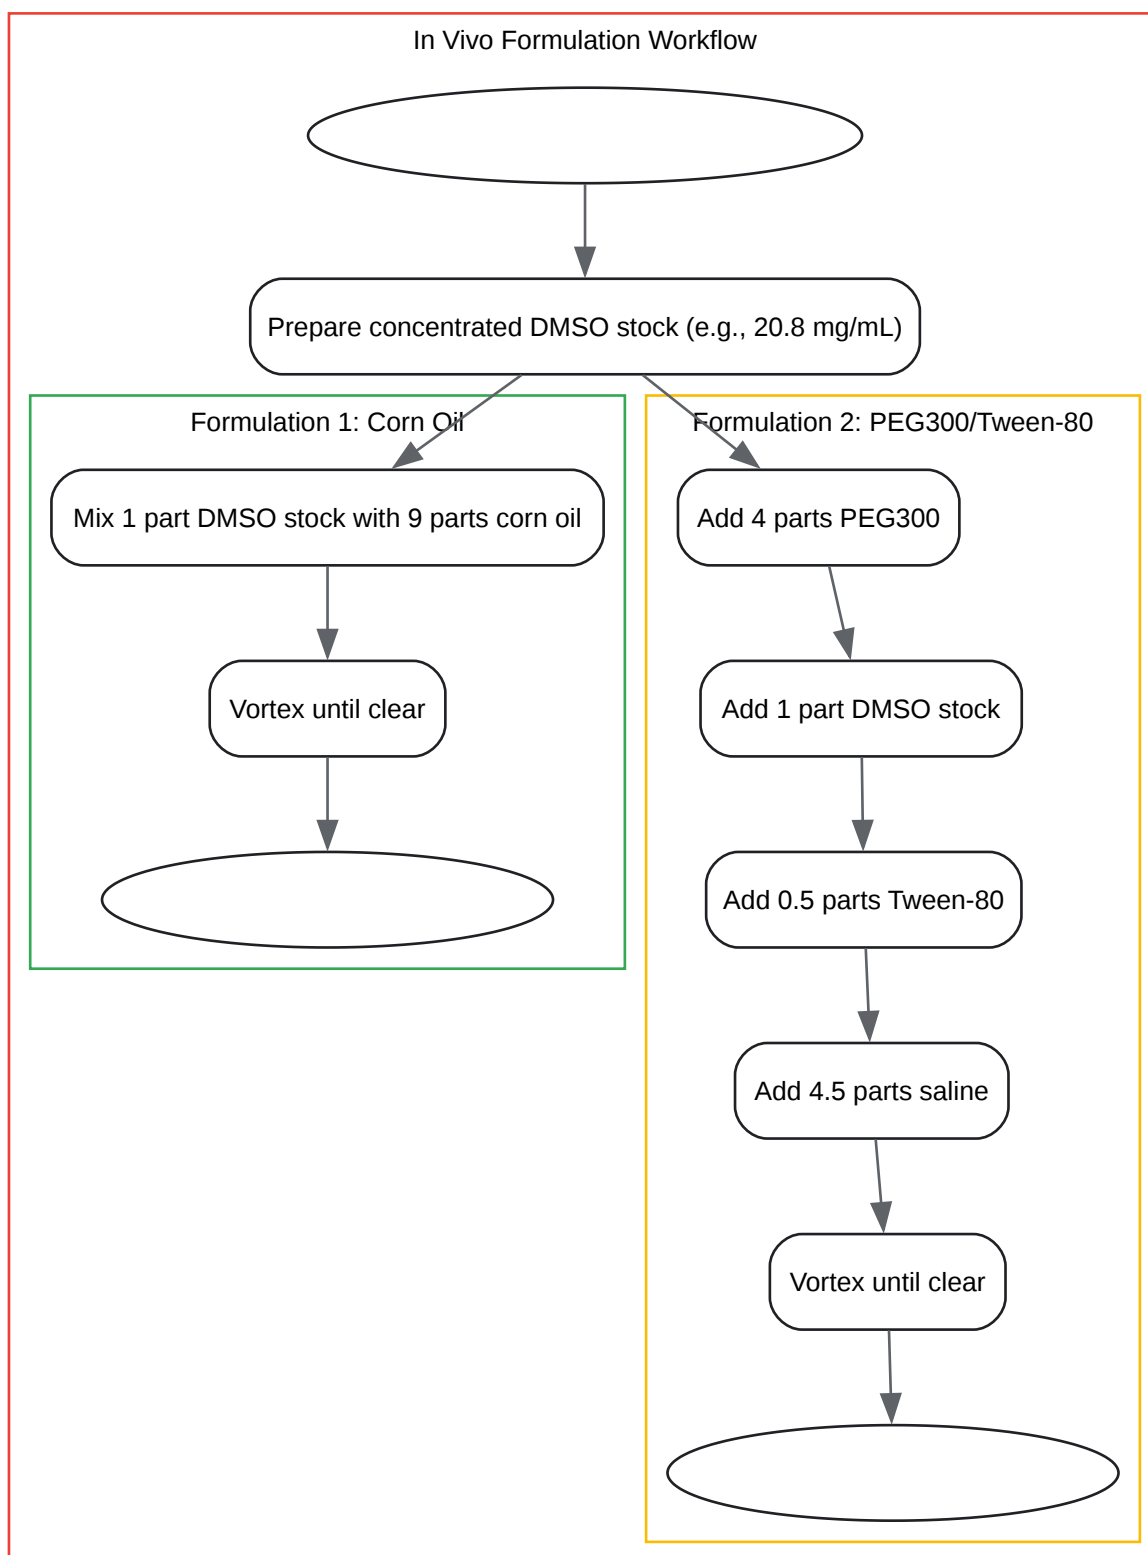 In Vivo Formulation Workflow
Prepare concentrated DMSO stock (e.g., 20.8 mg/mL)
Formulation 1: Corn Oil
Mix 1 part DMSO stock with 9 parts corn oil
Vortex until clear
Formulation 2: PEG300/Tween-80
Add 4 parts PEG300
Add 1 part DMSO stock
Add 0.5 parts Tween-80
Add 4.5 parts saline
Vortex until clear